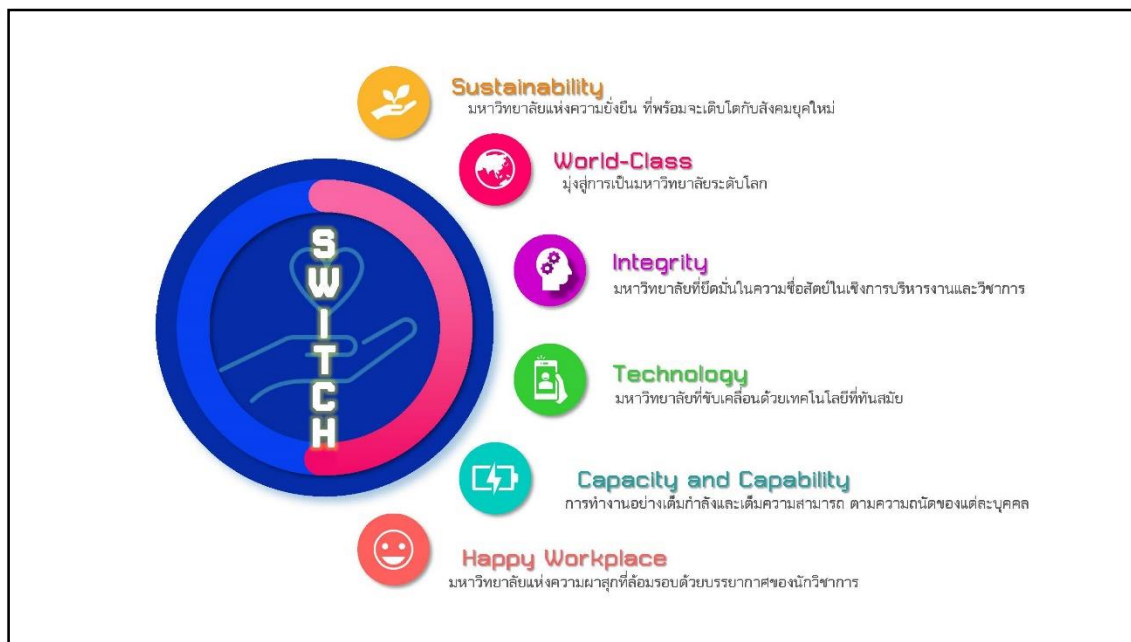 SWITCH
Sustainability
มหาวิทยาลัยแห่งความยั่งยืน ที่พร้อมจะเติบโตกับสังคมยุคใหม่
World-Class
มุ่งสู่การเป็นมหาวิทยาลัยระดับโลก
Integrity
มหาวิทยาลัยที่ยึดมั่นในความซื่อสัตย์ในเชิงการบริหารงานและวิชาการ
Technology
มหาวิทยาลัยที่ขับเคลื่อนด้วยเทคโนโลยีที่ทันสมัย
Capacity and Capability
การทำงานอย่างเต็มกำลังและเต็มความสามารถ ตามความถนัดของแต่ละบุคคล
Happy Workplace
มหาวิทยาลัยแห่งความผาสุกที่ล้อมรอบด้วยบรรยากาศของนักวิชาการ